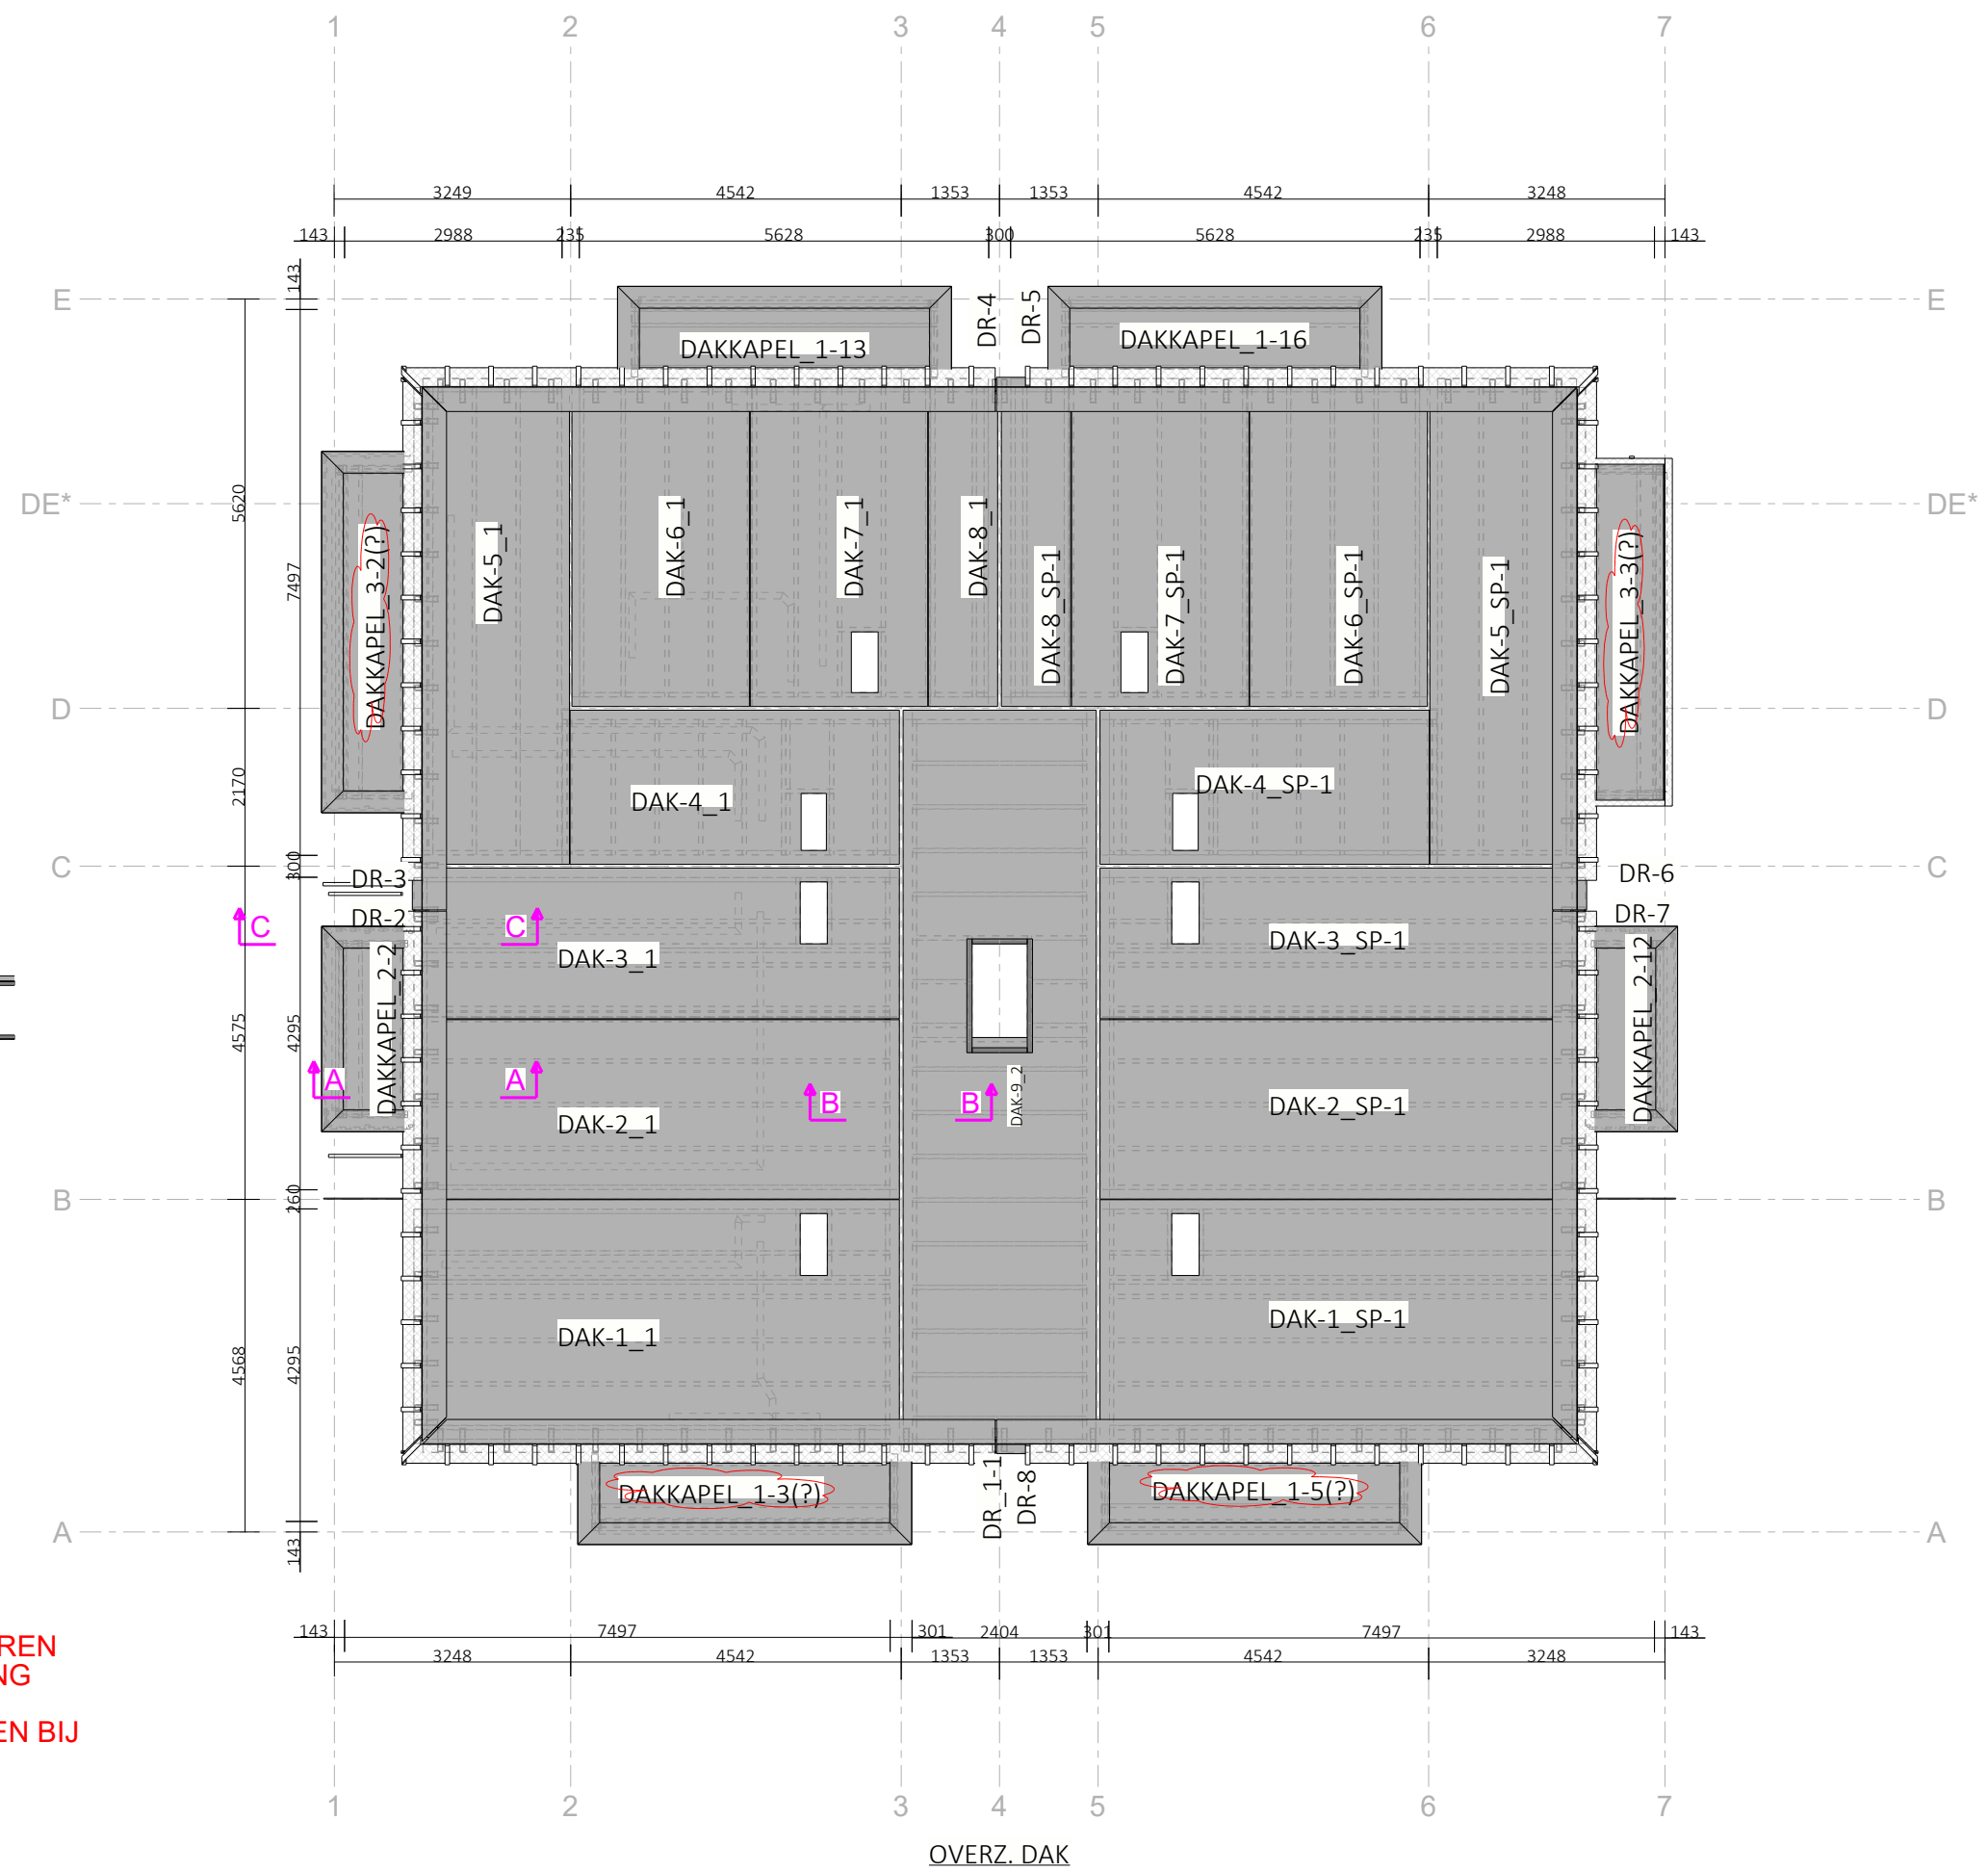 1 2 3 4 5 6 7
3249 4542 1353 1353 4542 3248
143 2988 235 5628 300 5628 235 2988 143
143
E E
DR-4
DR-5
DAKKAPEL_1-13
DAKKAPEL_1-16
DE* DE*
5620
7497
DAKKAPEL_3-2(?)
DAK-5_1
DAK-6_1
DAK-7_1
DAK-8_1
DAK-8_SP-1
DAK-7_SP-1
DAK-6_SP-1
DAK-5_SP-1
DAKKAPEL_3-3(?)
D D
2170
DAK-4_1
DAK-4_SP-1
C C
300
DR-3
DR-6
DR-2
DR-7
C C
DAK-3_1
DAK-3_SP-1
DAKKAPEL_2-2
DAKKAPEL_2-12
4575
4295
A A
B B
DAK-9_2
DAK-2_1
DAK-2_SP-1
B B
260
DAK-1_1
DAK-1_SP-1
4568
4295
DAKKAPEL_1-3(?)
DR_1-1
DR-8
DAKKAPEL_1-5(?)
A A
143
143 7497 301 2404 301 7497 143
3248 4542 1353 1353 4542 3248
REN
NG
EN BIJ
1 2 3 4 5 6 7
OVERZ. DAK